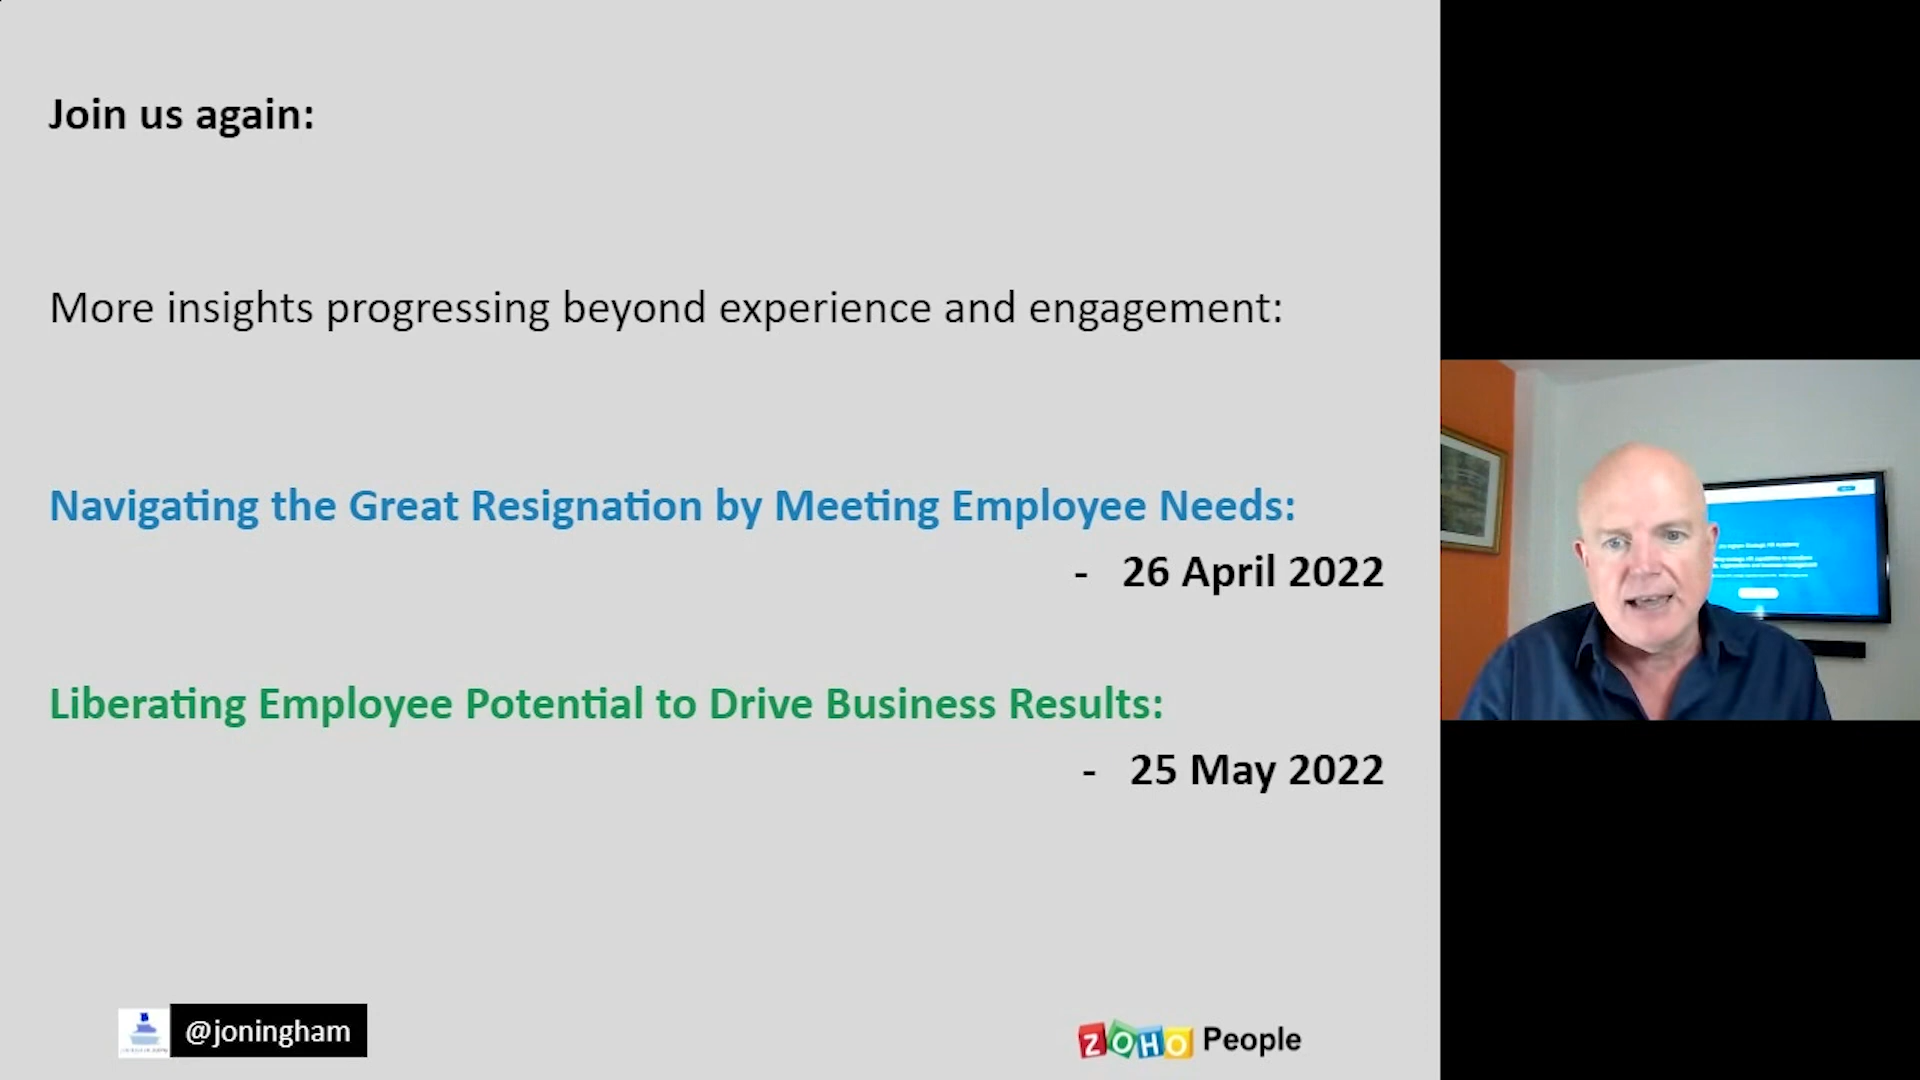 Join us again:
More insights progressing beyond experience and engagement:
Navigating the Great Resignation by Meeting Employee Needs:
- 26 April 2022
Liberating Employee Potential to Drive Business Results:
- 25 May 2022
@joningham
ZOHO People